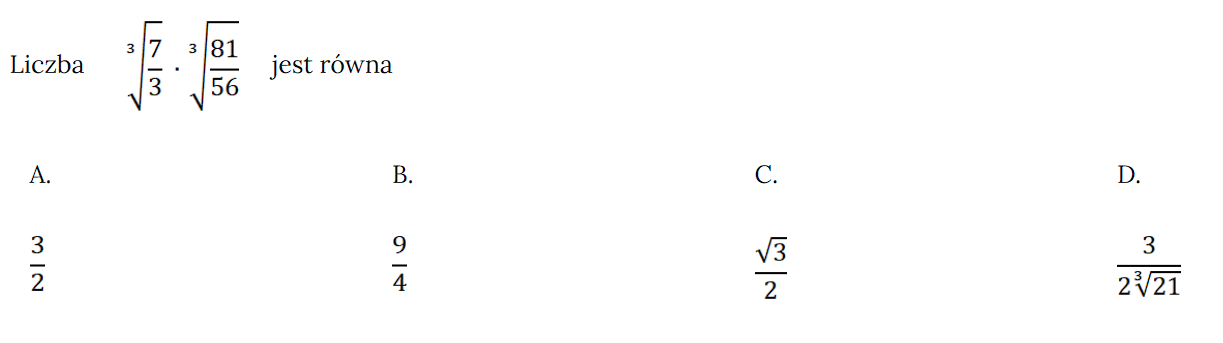 Liczba ∛(7/3) · ∛(81/56) jest równa
A. B. C. D.
3/2 9/4 √3/2 3/(2∛21)